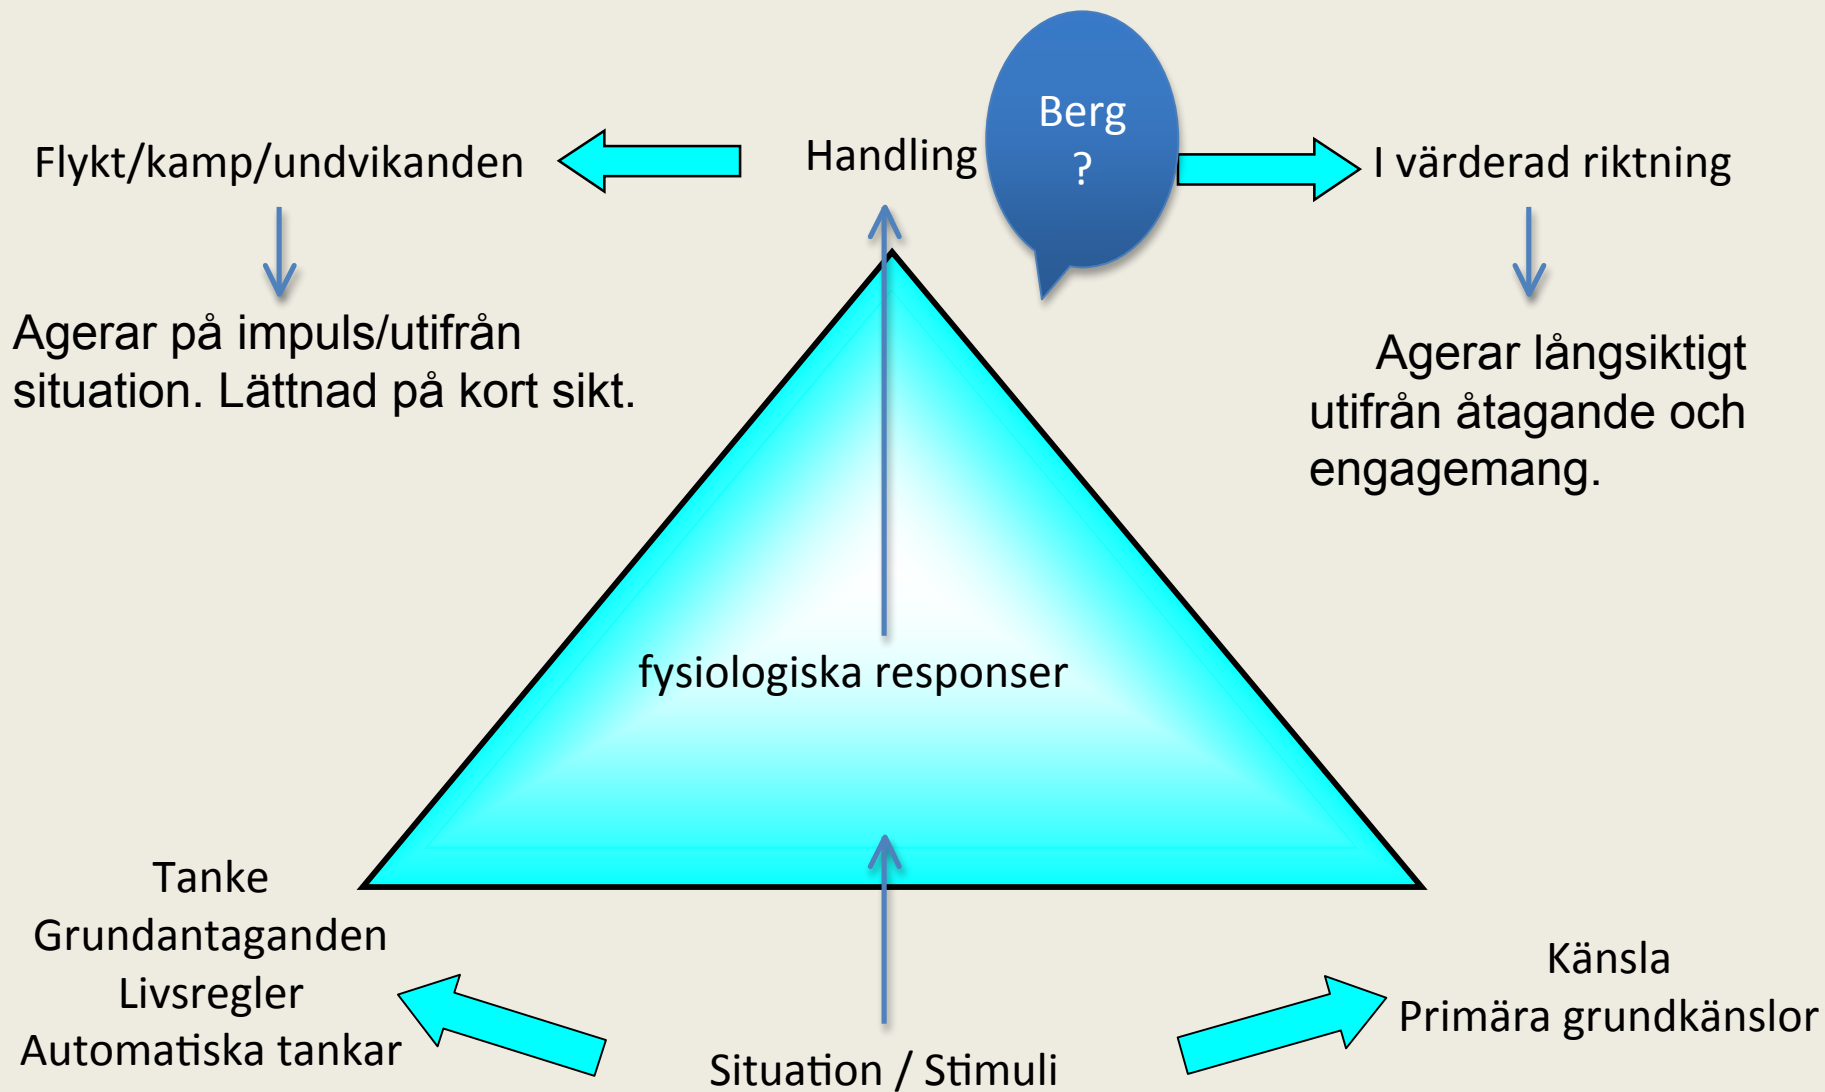 Berg
?
Flykt/kamp/undvikanden
Handling
I värderad riktning
Agerar på impuls/utifrån
situation. Lättnad på kort sikt.
Agerar långsiktigt
utifrån åtagande och
engagemang.
fysiologiska responser
Tanke
Grundantaganden
Livsregler
Automatiska tankar
Känsla
Primära grundkänslor
Situation / Stimuli